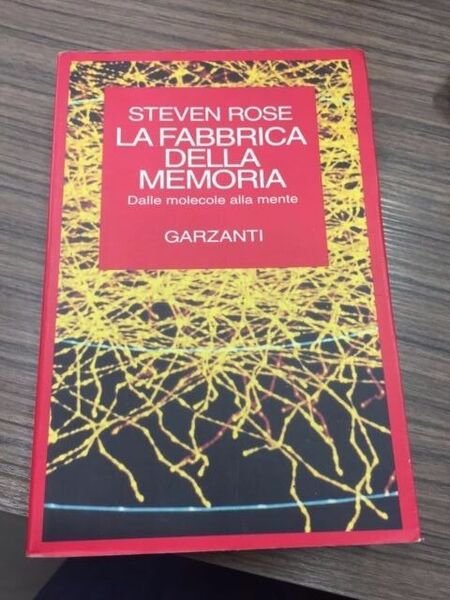 STEVEN ROSE
LA FABBRICA
DELLA
MEMORIA
Dalle molecole alla mente
GARZANTI